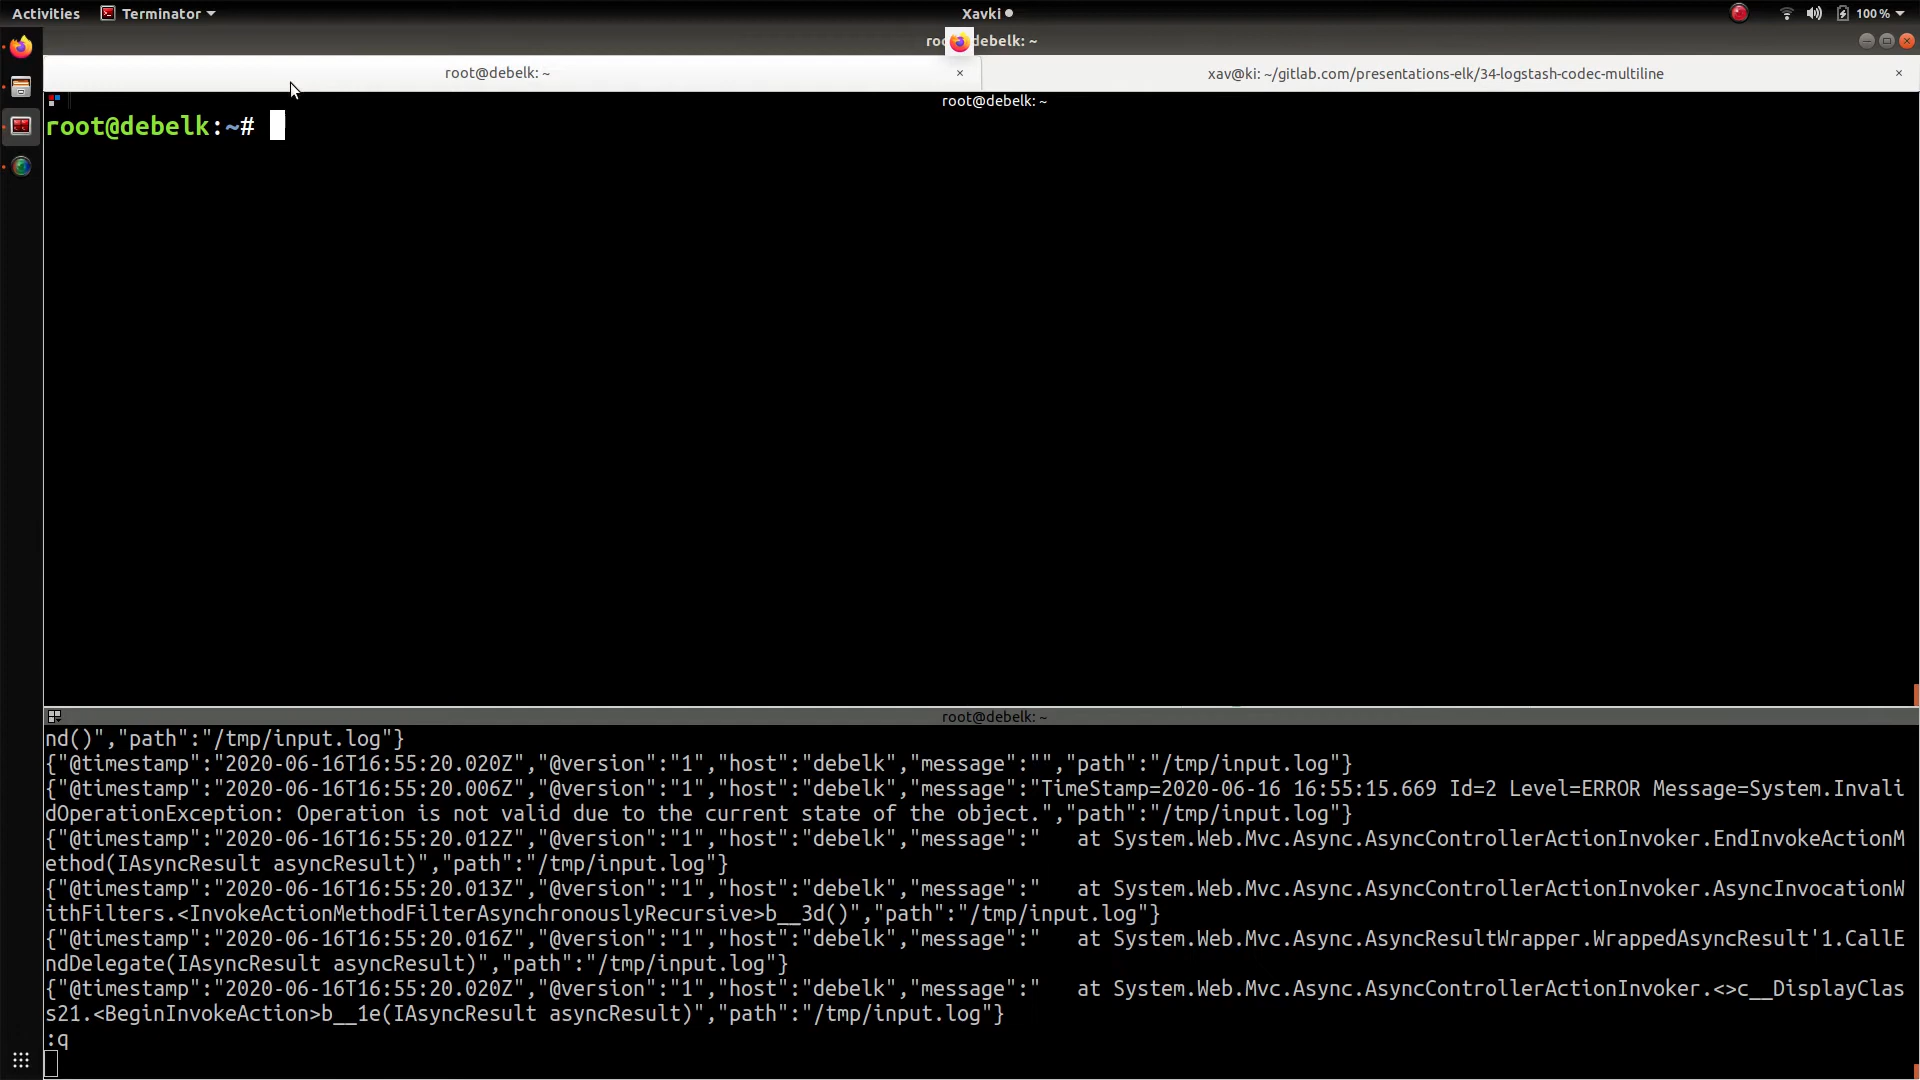 Activities Terminator Xavki 100 %
root@debelk: ~
root@debelk: ~ × xav@ki: ~/gitlab.com/presentations-elk/34-logstash-codec-multiline ×
root@debelk: ~
root@debelk:~#
root@debelk: ~
nd()","path":"/tmp/input.log"}
{"@timestamp":"2020-06-16T16:55:20.020Z","@version":"1","host":"debelk","message":"","path":"/tmp/input.log"}
{"@timestamp":"2020-06-16T16:55:20.006Z","@version":"1","host":"debelk","message":"TimeStamp=2020-06-16 16:55:15.669 Id=2 Level=ERROR Message=System.Invali
dOperationException: Operation is not valid due to the current state of the object.","path":"/tmp/input.log"}
{"@timestamp":"2020-06-16T16:55:20.012Z","@version":"1","host":"debelk","message":"   at System.Web.Mvc.Async.AsyncControllerActionInvoker.EndInvokeActionM
ethod(IAsyncResult asyncResult)","path":"/tmp/input.log"}
{"@timestamp":"2020-06-16T16:55:20.013Z","@version":"1","host":"debelk","message":"   at System.Web.Mvc.Async.AsyncControllerActionInvoker.AsyncInvocationW
ithFilters.<InvokeActionMethodFilterAsynchronouslyRecursive>b__3d()","path":"/tmp/input.log"}
{"@timestamp":"2020-06-16T16:55:20.016Z","@version":"1","host":"debelk","message":"   at System.Web.Mvc.Async.AsyncResultWrapper.WrappedAsyncResult'1.CallE
ndDelegate(IAsyncResult asyncResult)","path":"/tmp/input.log"}
{"@timestamp":"2020-06-16T16:55:20.020Z","@version":"1","host":"debelk","message":"   at System.Web.Mvc.Async.AsyncControllerActionInvoker.<>c__DisplayClas
s21.<BeginInvokeAction>b__1e(IAsyncResult asyncResult)","path":"/tmp/input.log"}
:q